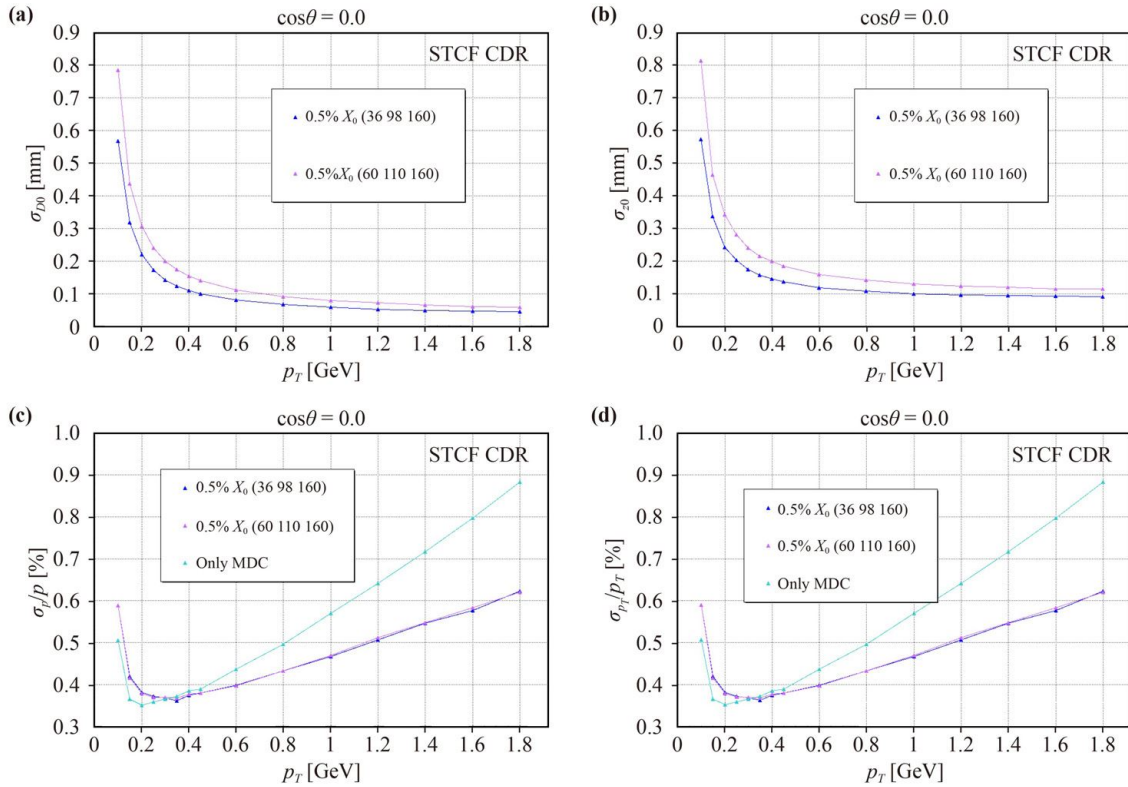 (a)
cosθ = 0.0
STCF CDR
0.5% X₀ (36 98 160)
0.5%X₀ (60 110 160)
σ_D0 [mm]
0.9
0.8
0.7
0.6
0.5
0.4
0.3
0.2
0.1
0
0 0.2 0.4 0.6 0.8 1.0 1.2 1.4 1.6 1.8
p_T [GeV]
(b)
cosθ = 0.0
STCF CDR
0.5% X₀ (36 98 160)
0.5%X₀ (60 110 160)
σ_z0 [mm]
0.9
0.8
0.7
0.6
0.5
0.4
0.3
0.2
0.1
0
0 0.2 0.4 0.6 0.8 1.0 1.2 1.4 1.6 1.8
p_T [GeV]
(c)
cosθ = 0.0
STCF CDR
0.5% X₀ (36 98 160)
0.5% X₀ (60 110 160)
Only MDC
σ_p/p [%]
1.0
0.9
0.8
0.7
0.6
0.5
0.4
0.3
0 0.2 0.4 0.6 0.8 1 1.2 1.4 1.6 1.8
p_T [GeV]
(d)
cosθ = 0.0
STCF CDR
0.5% X₀ (36 98 160)
0.5% X₀ (60 110 160)
Only MDC
σ_pT/p_T [%]
1.0
0.9
0.8
0.7
0.6
0.5
0.4
0.3
0 0.2 0.4 0.6 0.8 1 1.2 1.4 1.6 1.8
p_T [GeV]